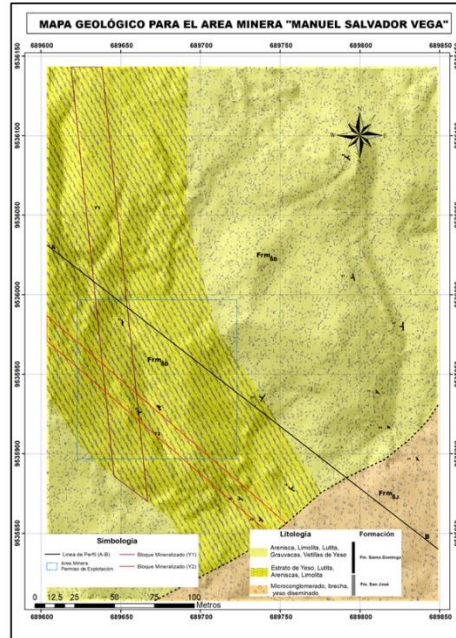 MAPA GEOLÓGICO PARA EL AREA MINERA "MANUEL SALVADOR VEGA"
689600 689650 689700 689750 689800 689850
9536150
9536100
9536050
A
Frm SD
9536000
9535950
Frm SD
9535900
Frm SJ
9535850
B
Simbología
Linea de Perfil (A-B)
Bloque Mineralizado (Y1)
Area Minera
Permiso de Explotación
Bloque Mineralizado (Y2)
0 12,5 25 50 75 100
Metros
Litología
Formación
Arenisca, Limolita, Lutita,
Grauvacas, Vetillas de Yeso
Fm. Santo Domingo
Estrato de Yeso, Lutita,
Areniscas, Limolita
Fm. San José
Microconglomerado, brecha,
yeso diseminado
689600 689650 689700 689750 689800 689850